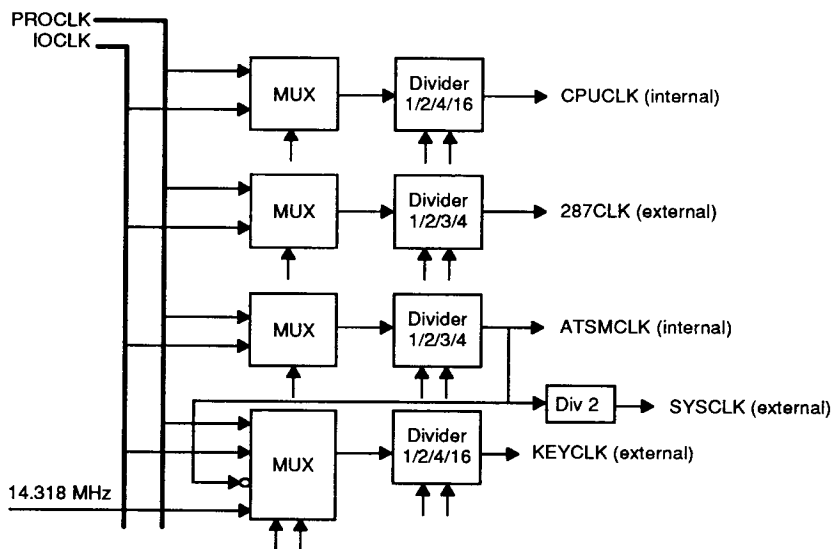 PROCLK
IOCLK
MUX
Divider
1/2/4/16
CPUCLK (internal)
MUX
Divider
1/2/3/4
287CLK (external)
MUX
Divider
1/2/3/4
ATSMCLK (internal)
Div 2
SYSCLK (external)
MUX
Divider
1/2/4/16
KEYCLK (external)
14.318 MHz